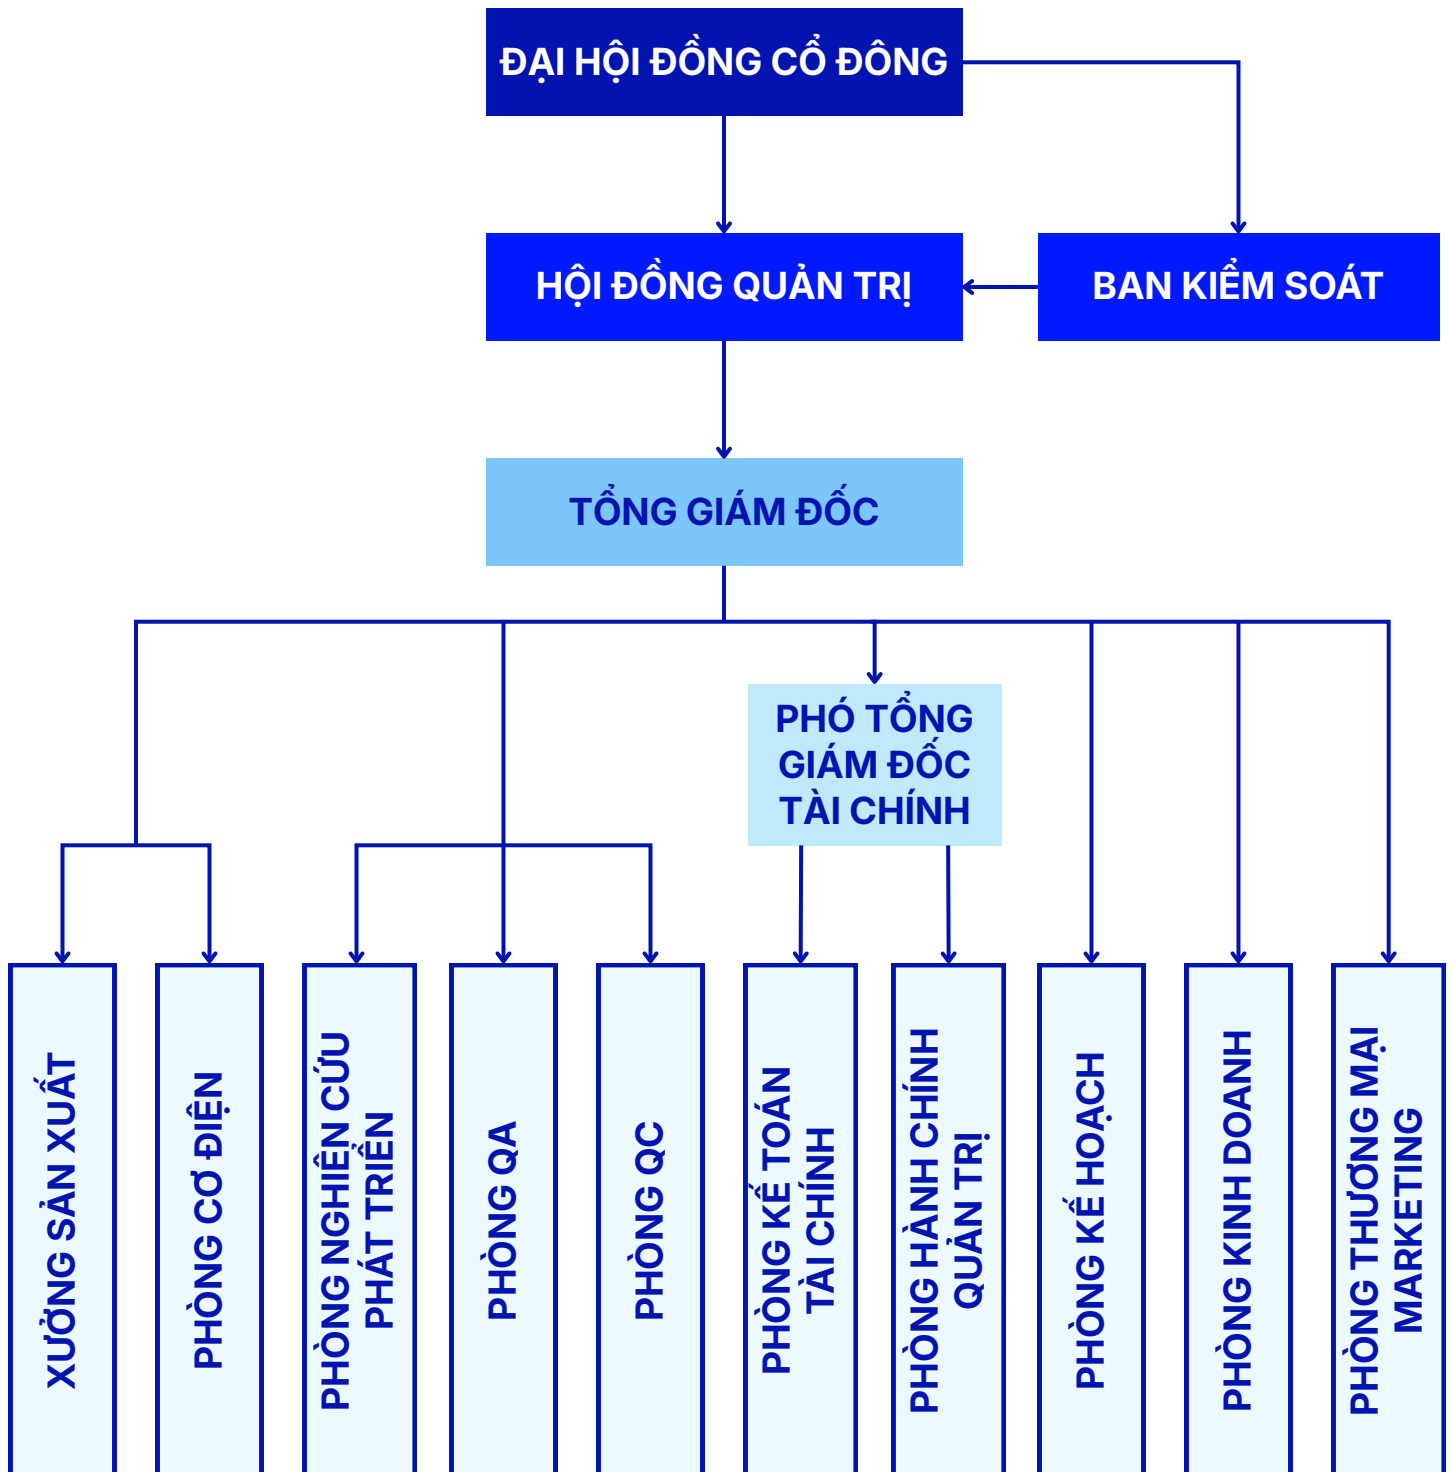 ĐẠI HỘI ĐỒNG CỔ ĐÔNG
HỘI ĐỒNG QUẢN TRỊ
BAN KIỂM SOÁT
TỔNG GIÁM ĐỐC
PHÓ TỔNG
GIÁM ĐỐC
TÀI CHÍNH
XƯỞNG SẢN XUẤT
PHÒNG CƠ ĐIỆN
PHÒNG NGHIÊN CỨU
PHÁT TRIỂN
PHÒNG QA
PHÒNG QC
PHÒNG KẾ TOÁN
TÀI CHÍNH
PHÒNG HÀNH CHÍNH
QUẢN TRỊ
PHÒNG KẾ HOẠCH
PHÒNG KINH DOANH
PHÒNG THƯƠNG MẠI
MARKETING